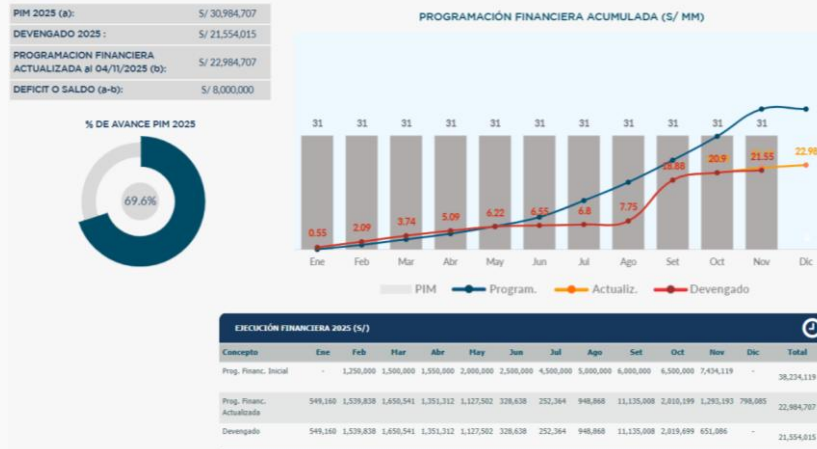 PIM 2025 (a): S/ 30,984,707
DEVENGADO 2025 : S/ 21,554,015
PROGRAMACION FINANCIERA
ACTUALIZADA al 04/11/2025 (b): S/ 22,984,707
DEFICIT O SALDO (a-b): S/ 8,000,000
% DE AVANCE PIM 2025
69.6%
PROGRAMACIÓN FINANCIERA ACUMULADA (S/ MM)
31 31 31 31 31 31 31 31 31 31 31
0.55 2.09 3.74 5.09 6.22 6.55 6.8 7.75 16.88 20.9 21.55 22.98
Ene Feb Mar Abr May Jun Jul Ago Set Oct Nov Dic
PIM Program. Actualiz. Devengado
EJECUCIÓN FINANCIERA 2025 (S/)
Concepto Ene Feb Mar Abr May Jun Jul Ago Set Oct Nov Dic Total
Prog. Financ. Inicial - 1,250,000 1,500,000 1,550,000 2,000,000 2,500,000 4,500,000 5,000,000 6,000,000 6,500,000 7,434,119 - 38,234,119
Prog. Financ.
Actualizada 549,160 1,539,838 1,650,541 1,351,312 1,127,502 328,638 252,364 948,868 11,135,008 2,010,199 1,293,193 798,085 22,984,707
Devengado 549,160 1,539,838 1,650,541 1,351,312 1,127,502 328,638 252,364 948,868 11,135,008 2,019,699 651,086 - 21,554,015